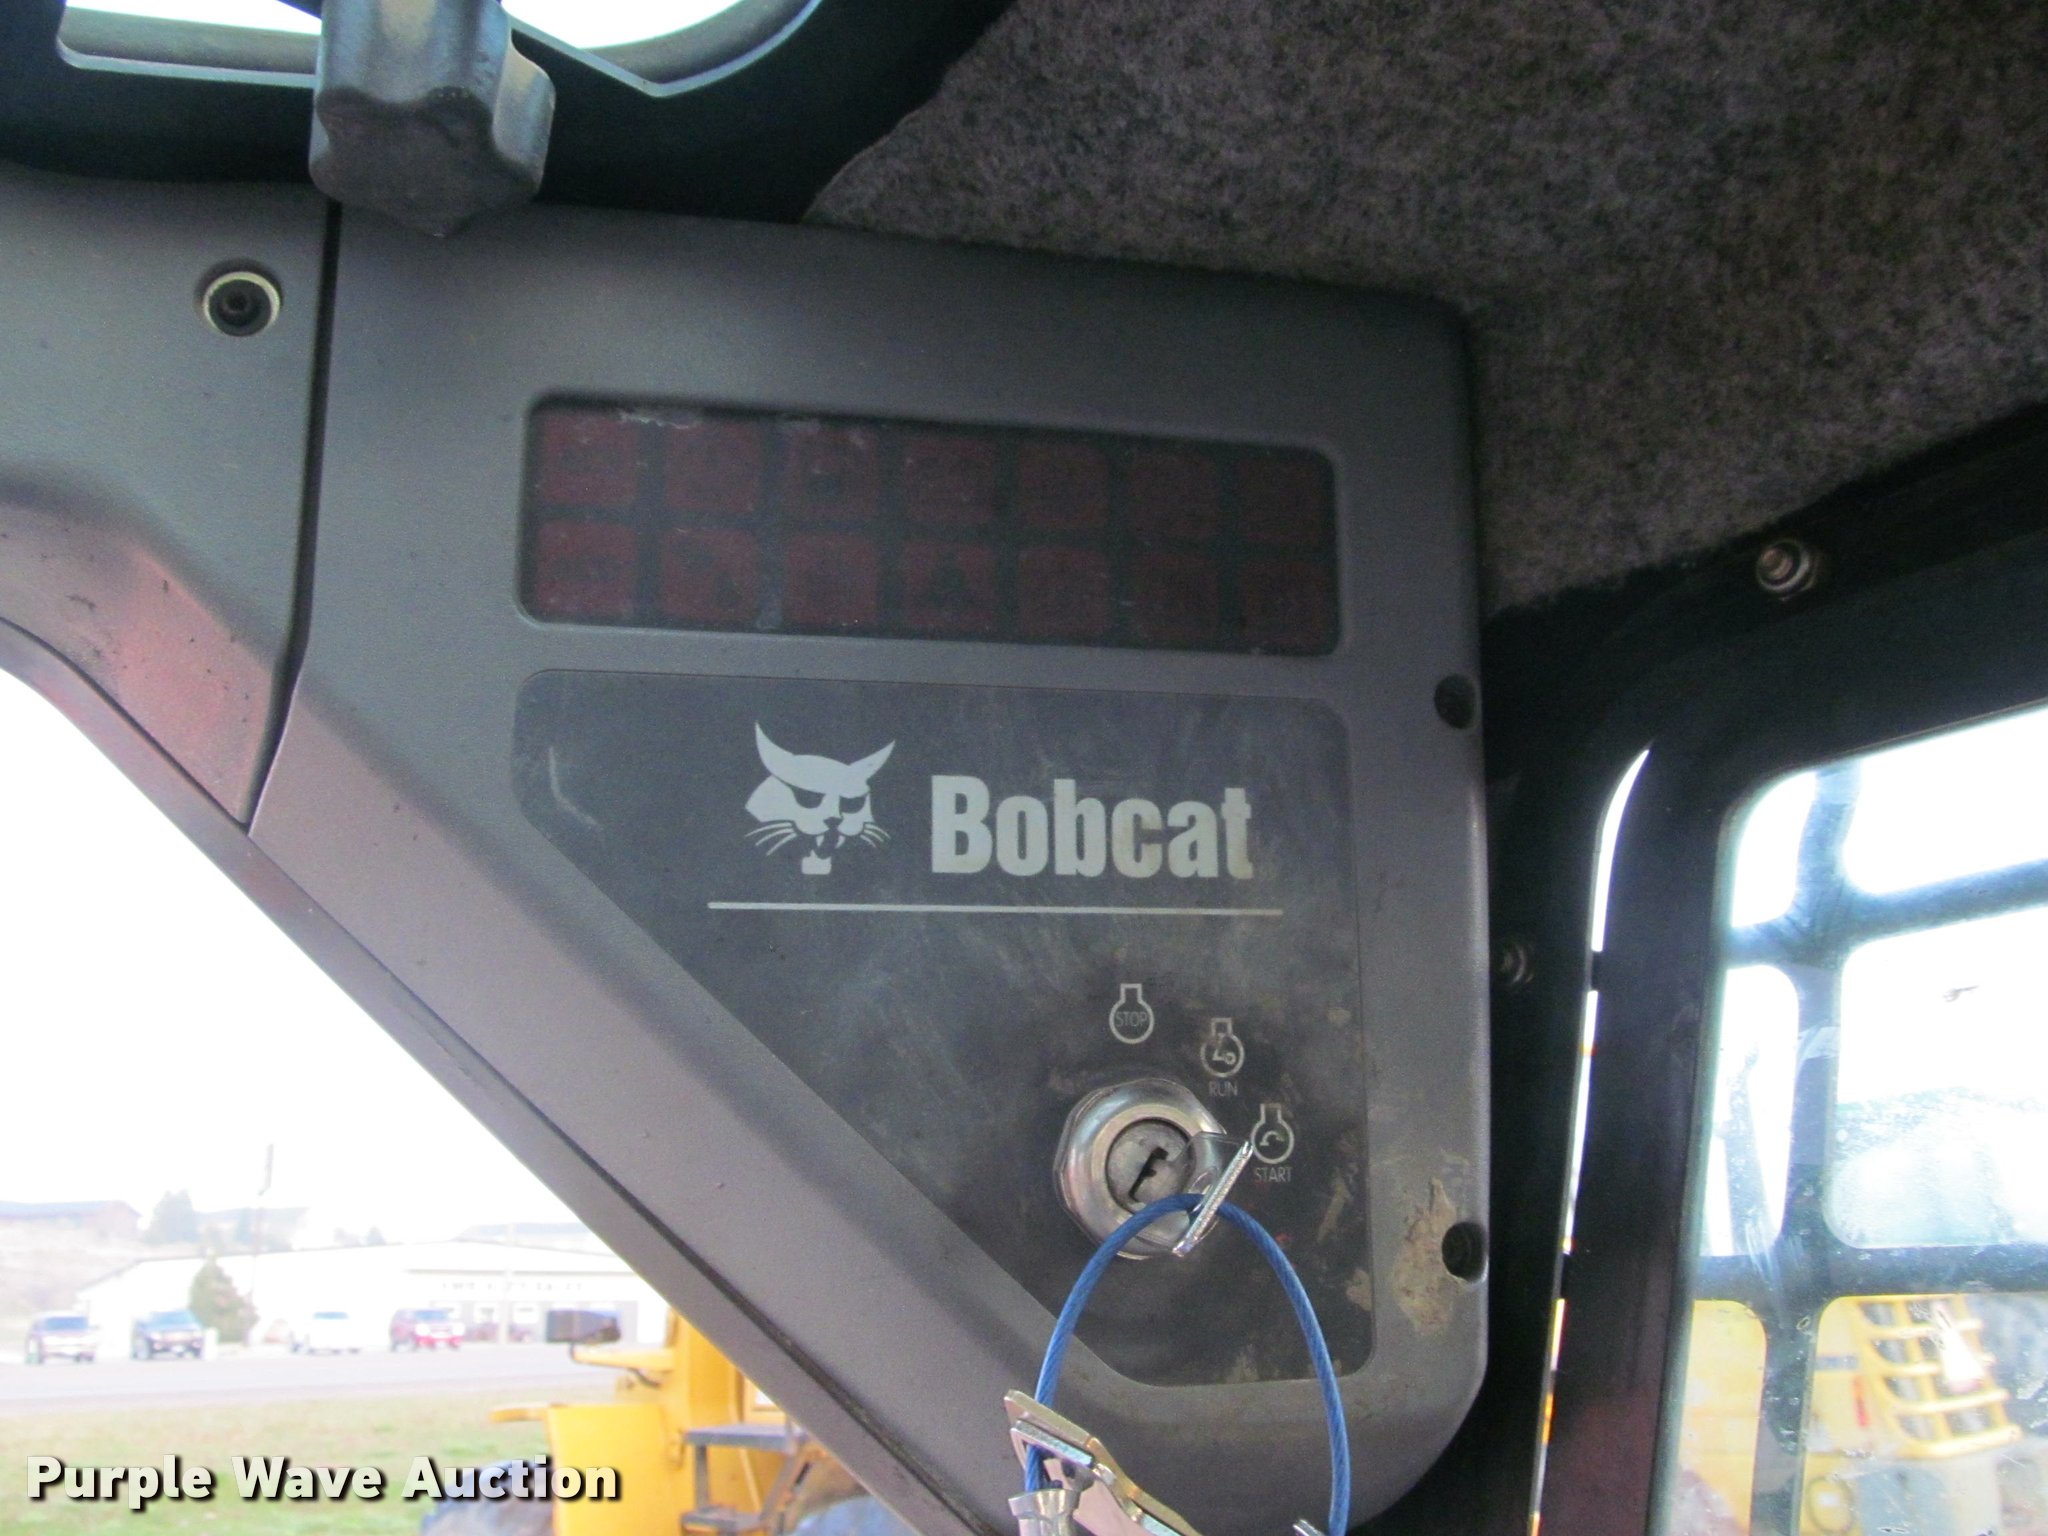 Bobcat
STOP
RUN
START
Purple Wave Auction